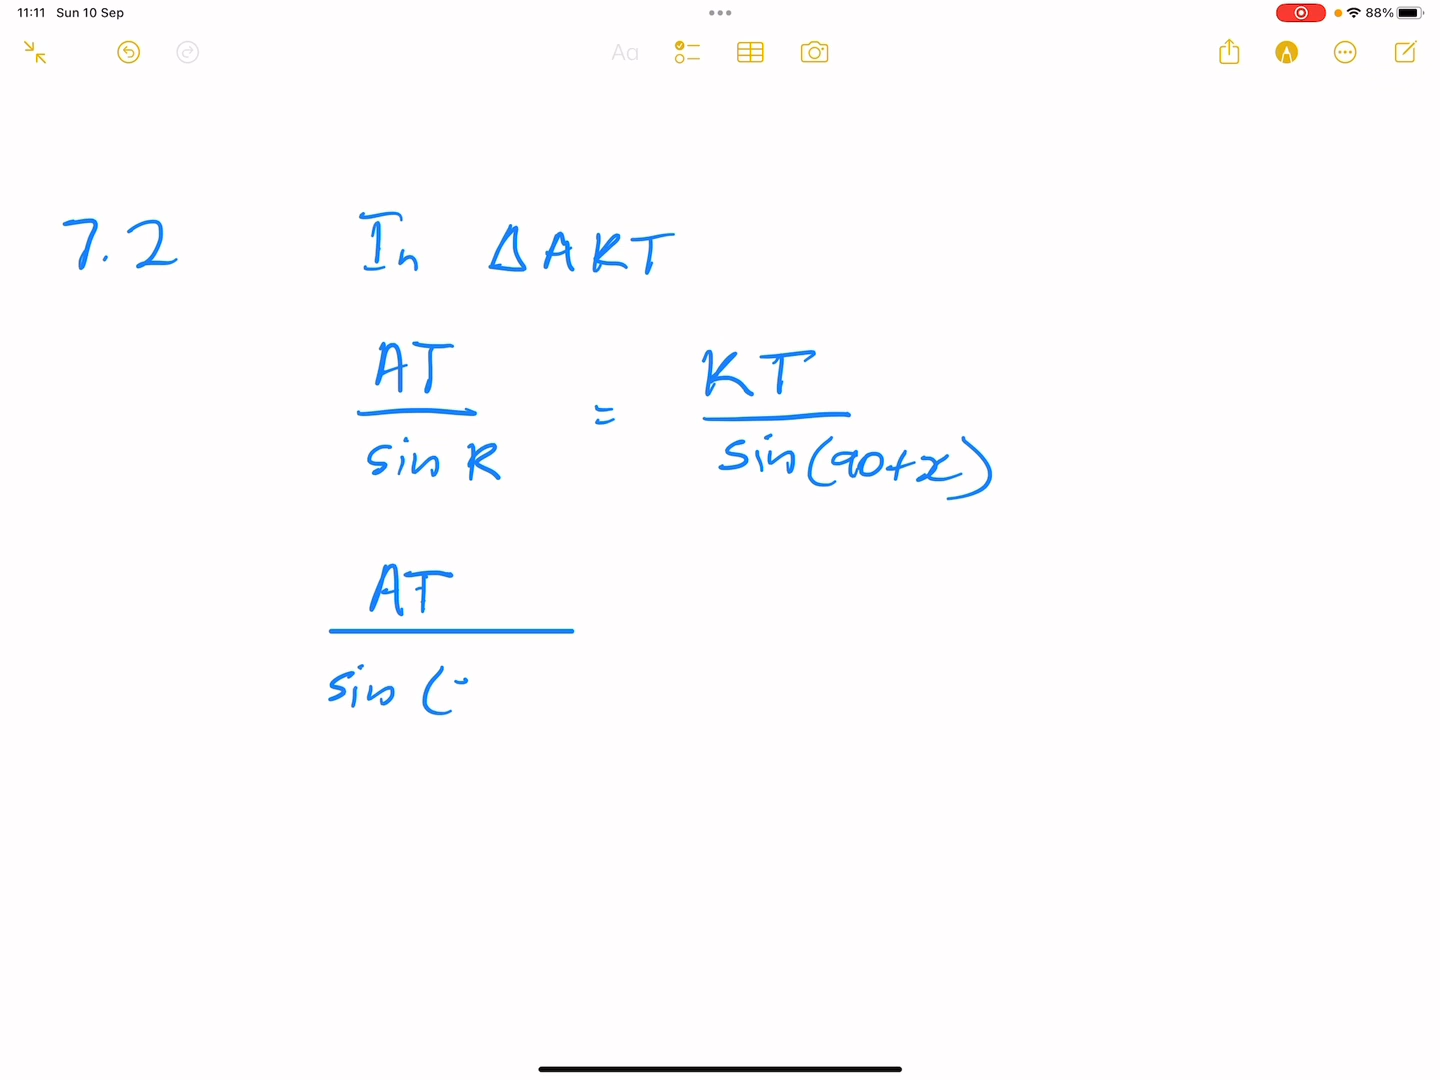 11:11 Sun 10 Sep
88%
Aa
7.2 In ΔAKT
AT/sin K = KT/sin(90+x)
AT/sin (